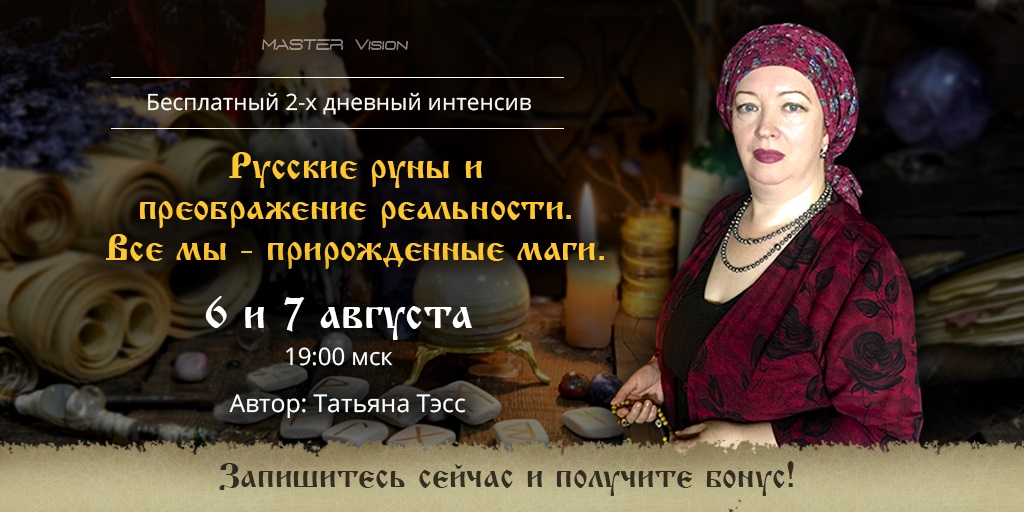 MASTER Vision
Бесплатный 2-х дневный интенсив
Русские руны и
преображение реальности.
Все мы - прирожденные маги.
6 и 7 августа
19:00 мск
Автор: Татьяна Тэсс
Запишитесь сейчас и получите бонус!